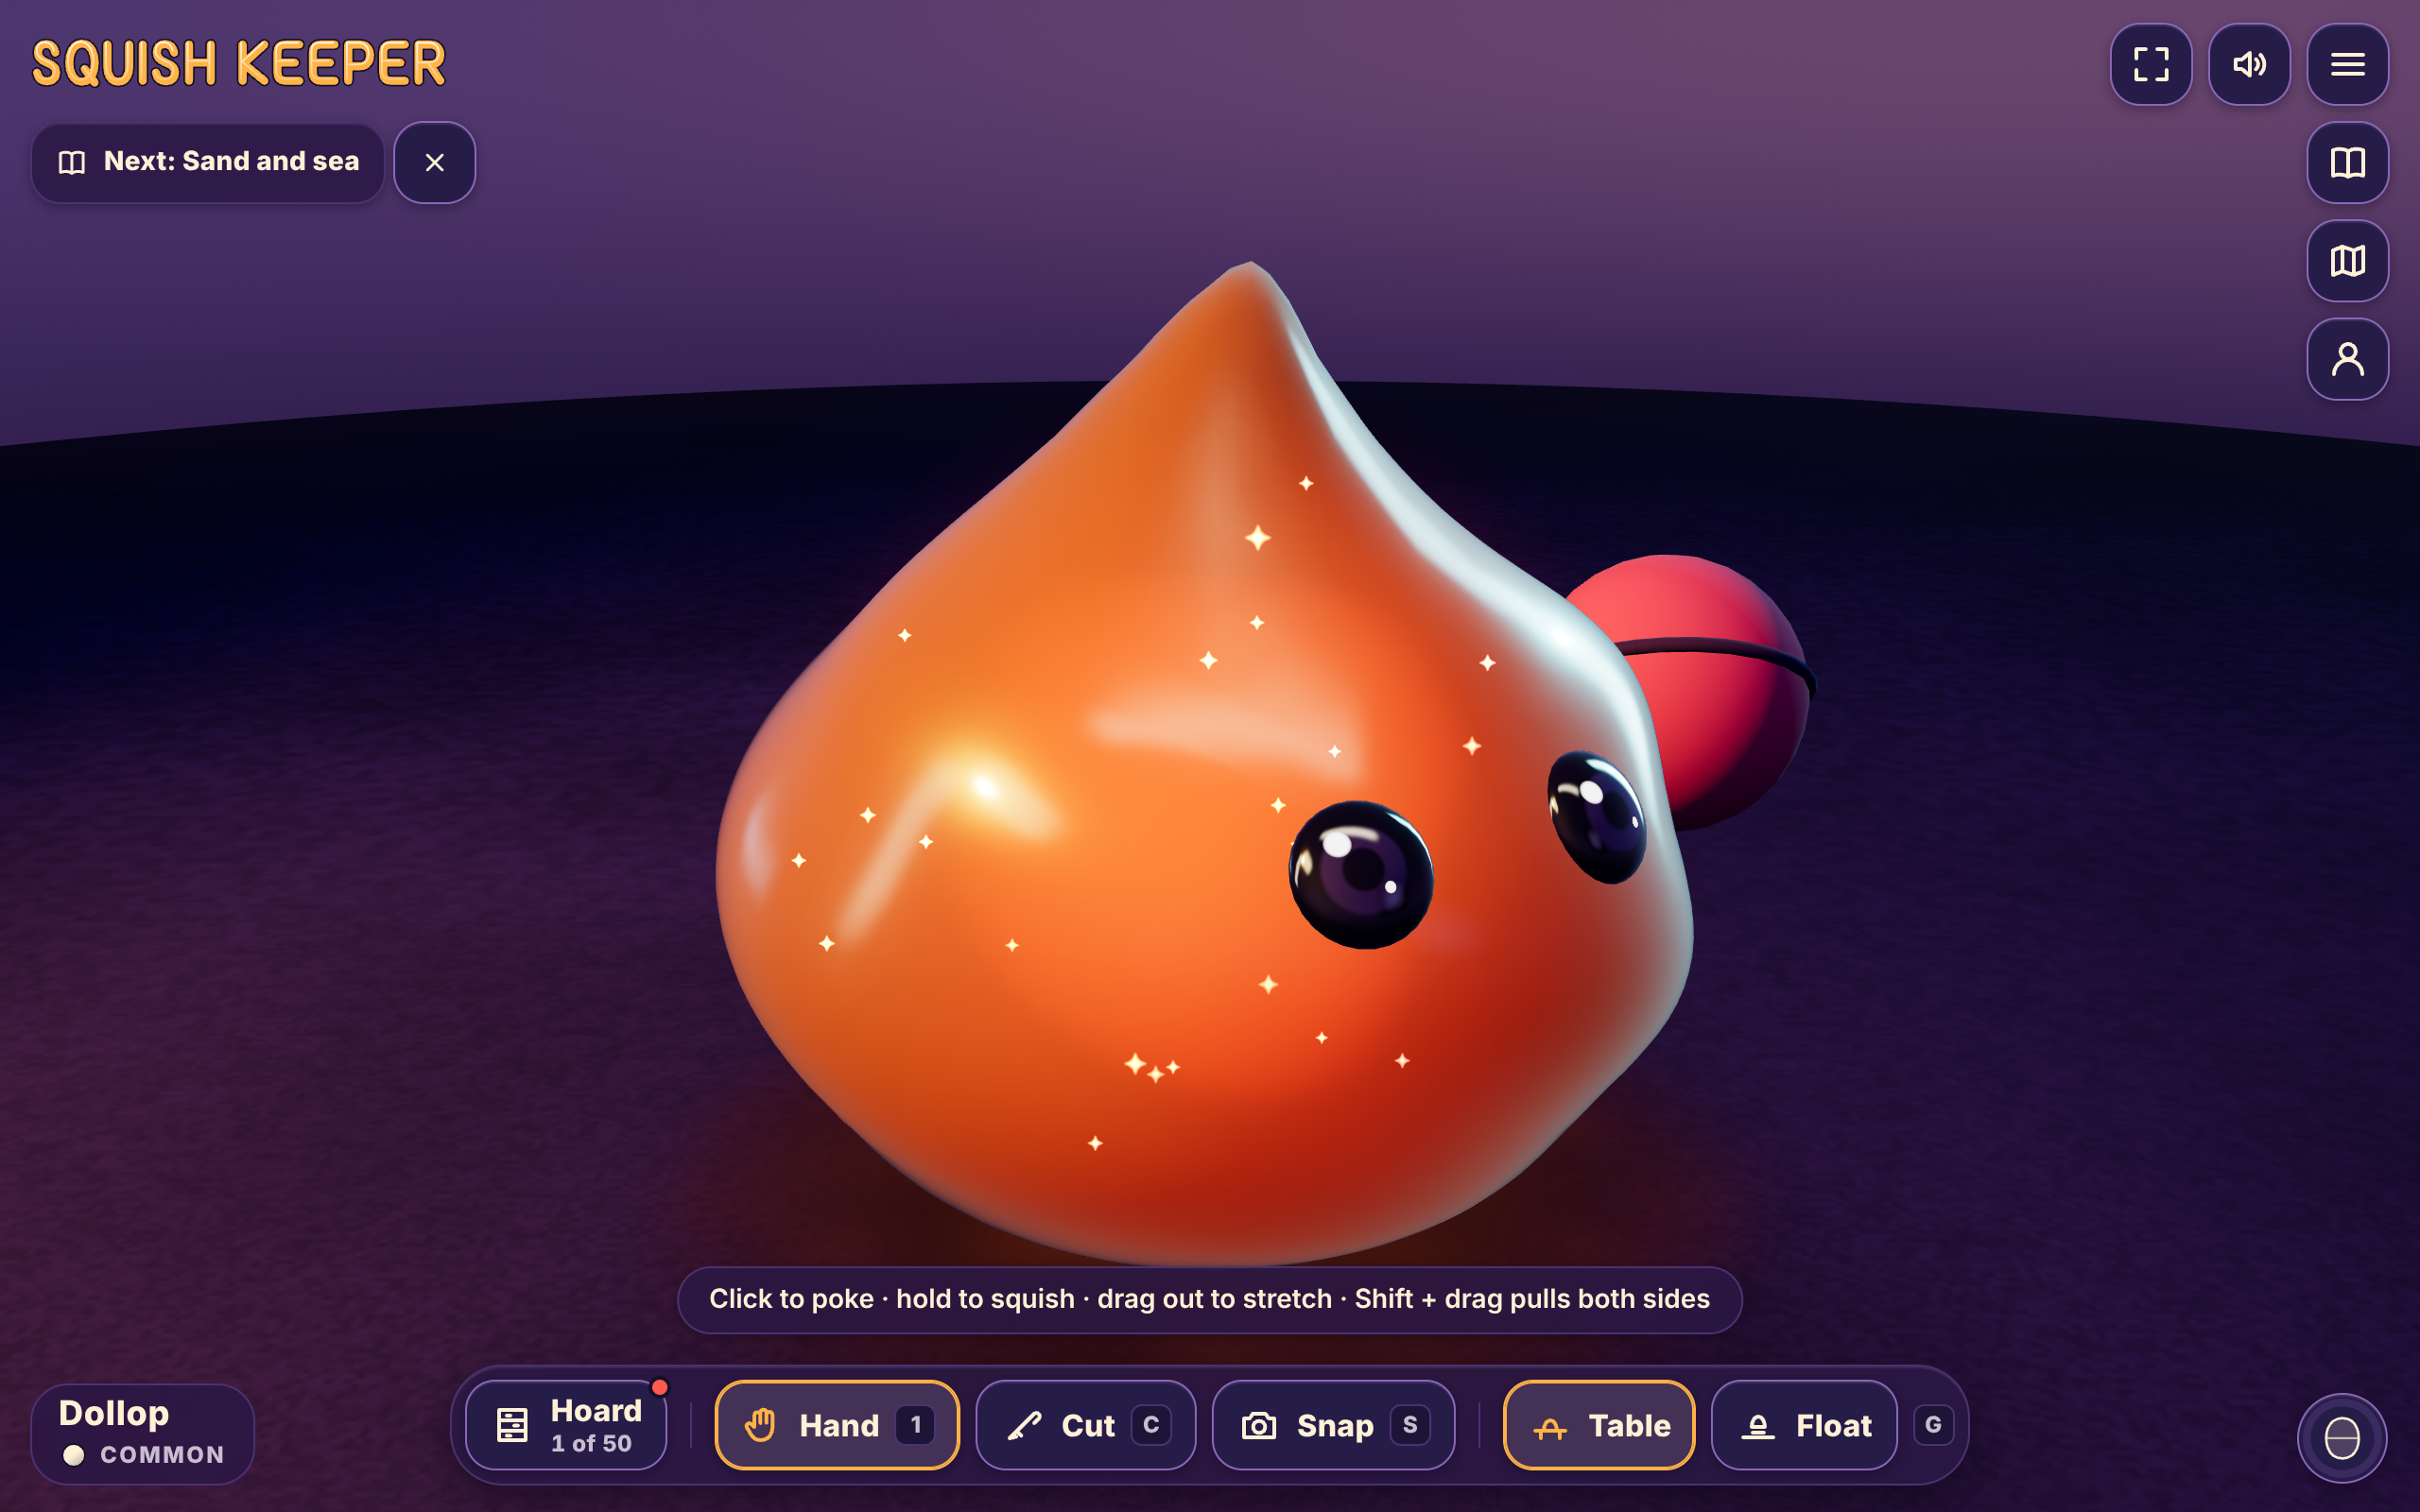 SQUISH KEEPER
Next: Sand and sea
Click to poke · hold to squish · drag out to stretch · Shift + drag pulls both sides
Dollop
COMMON
Hoard
1 of 50
Hand 1
Cut C
Snap S
Table
Float G